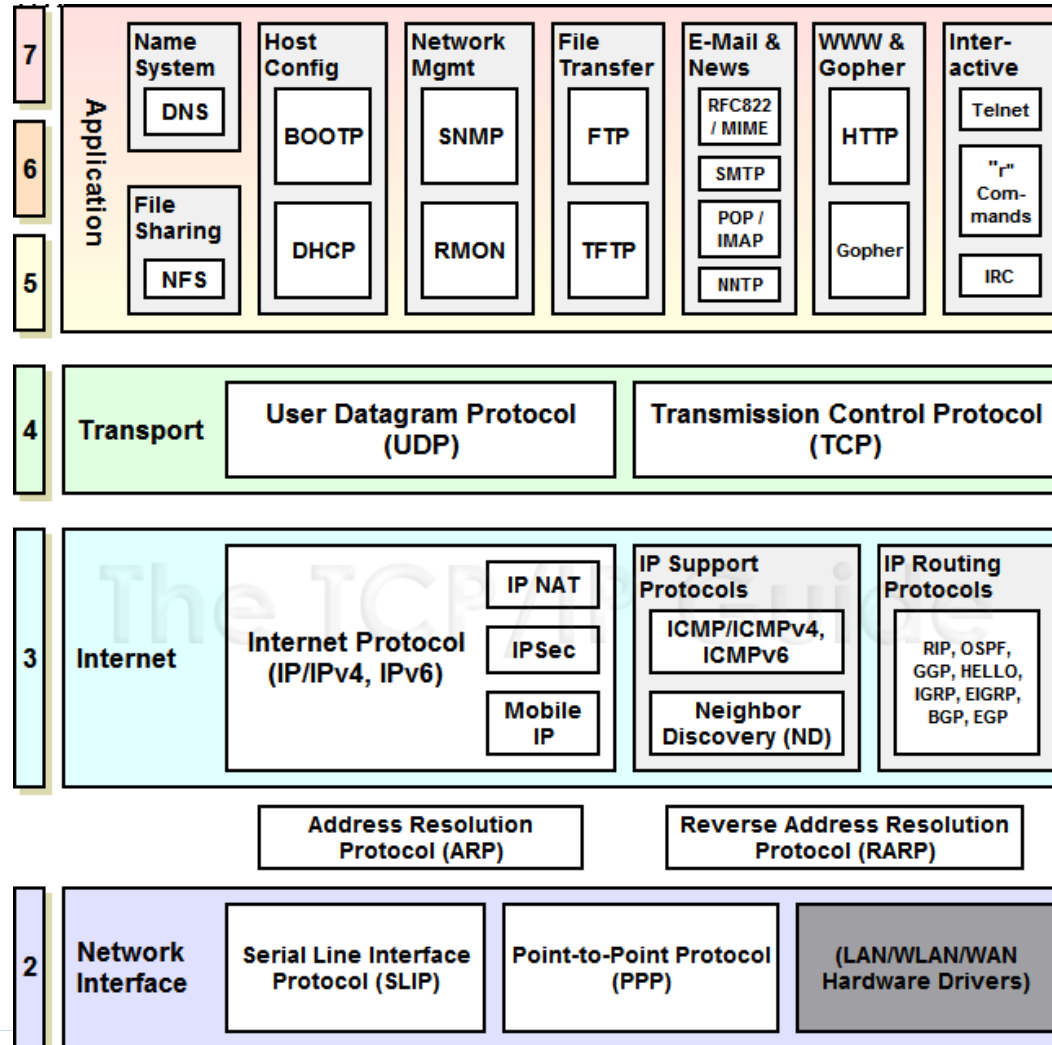 7
6
5
Application
Name
System
DNS
File
Sharing
NFS
Host
Config
BOOTP
DHCP
Network
Mgmt
SNMP
RMON
File
Transfer
FTP
TFTP
E-Mail &
News
RFC822
/ MIME
SMTP
POP /
IMAP
NNTP
WWW &
Gopher
HTTP
Gopher
Inter-
active
Telnet
"r"
Com-
mands
IRC
4
Transport
User Datagram Protocol
(UDP)
Transmission Control Protocol
(TCP)
The TCP/IP Guide
3
Internet
Internet Protocol
(IP/IPv4, IPv6)
IP NAT
IPSec
Mobile
IP
IP Support
Protocols
ICMP/ICMPv4,
ICMPv6
Neighbor
Discovery (ND)
IP Routing
Protocols
RIP, OSPF,
GGP, HELLO,
IGRP, EIGRP,
BGP, EGP
Address Resolution
Protocol (ARP)
Reverse Address Resolution
Protocol (RARP)
2
Network
Interface
Serial Line Interface
Protocol (SLIP)
Point-to-Point Protocol
(PPP)
(LAN/WLAN/WAN
Hardware Drivers)